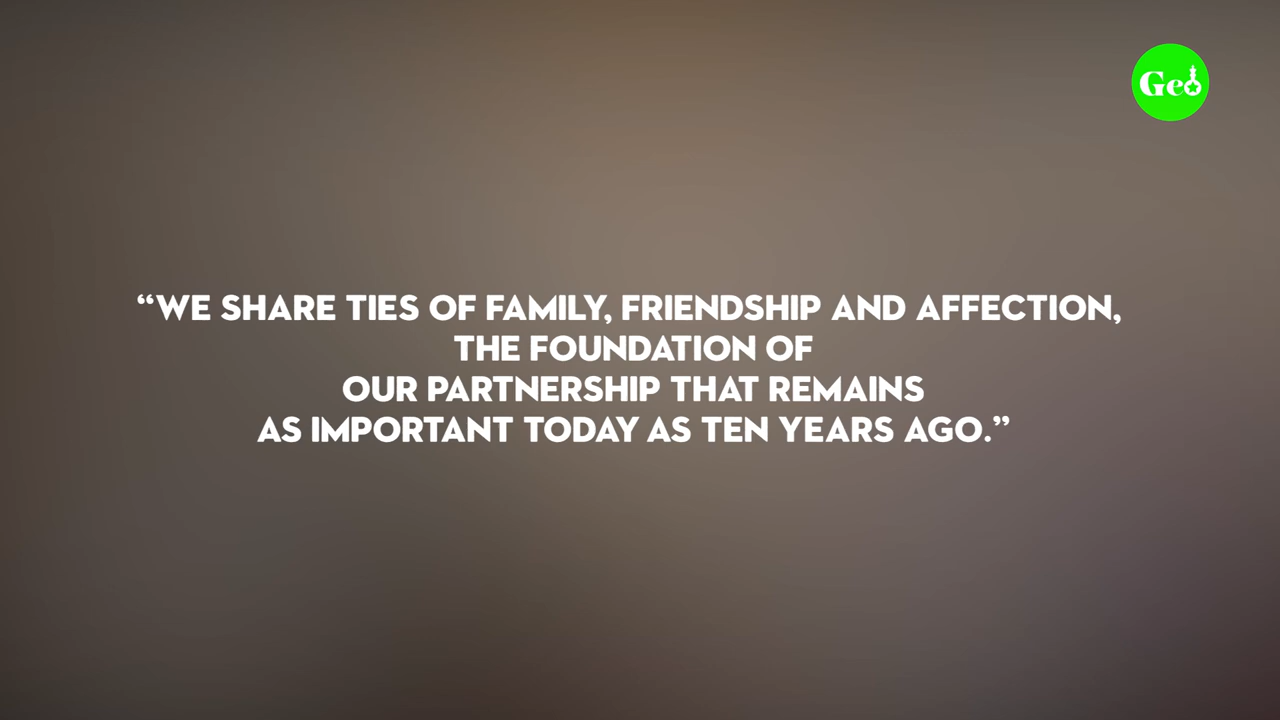 Geo
“WE SHARE TIES OF FAMILY, FRIENDSHIP AND AFFECTION,
THE FOUNDATION OF
OUR PARTNERSHIP THAT REMAINS
AS IMPORTANT TODAY AS TEN YEARS AGO.”